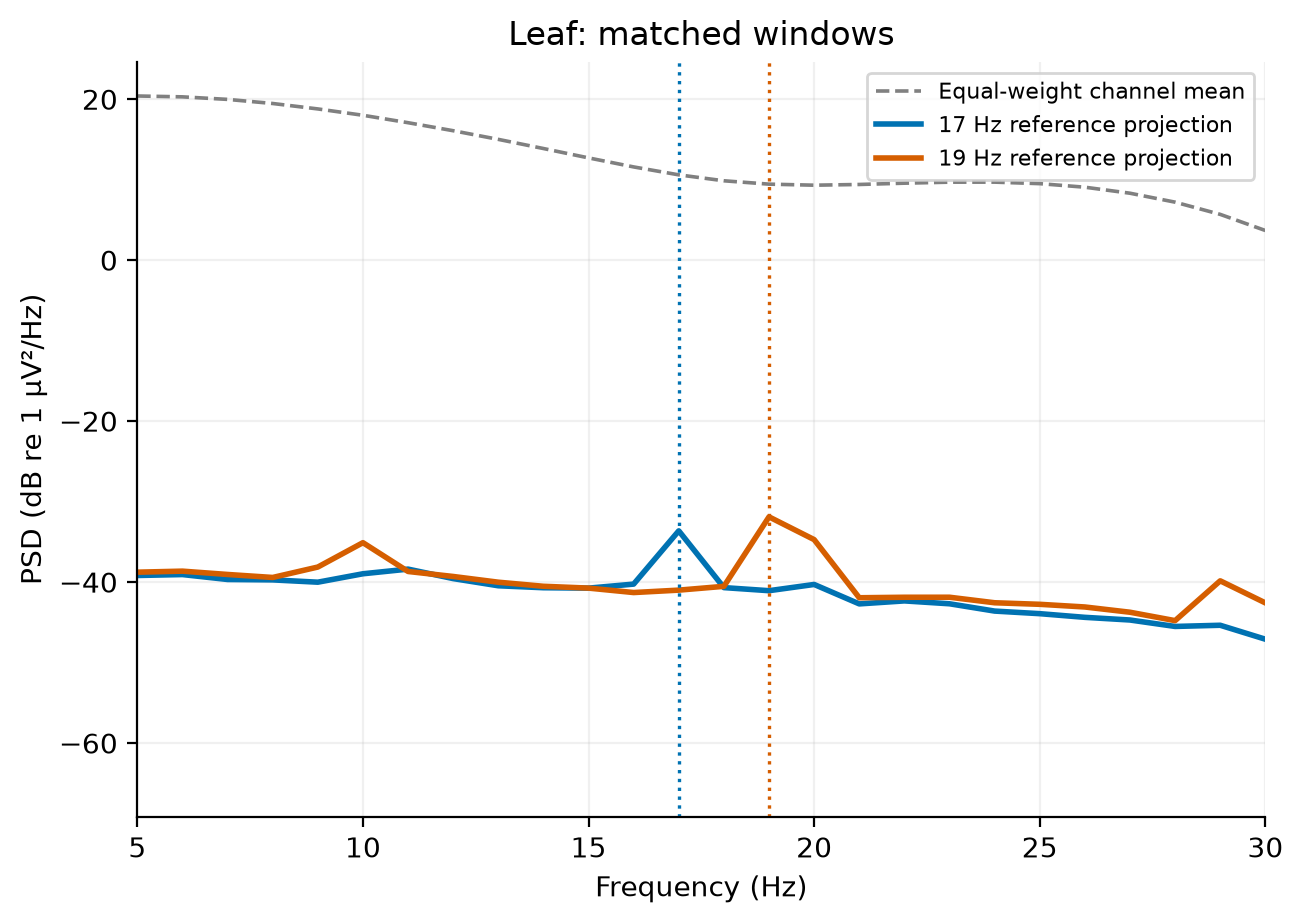 Leaf: matched windows
Equal-weight channel mean
17 Hz reference projection
19 Hz reference projection
PSD (dB re 1 µV²/Hz)
20
0
−20
−40
−60
5
10
15
20
25
30
Frequency (Hz)